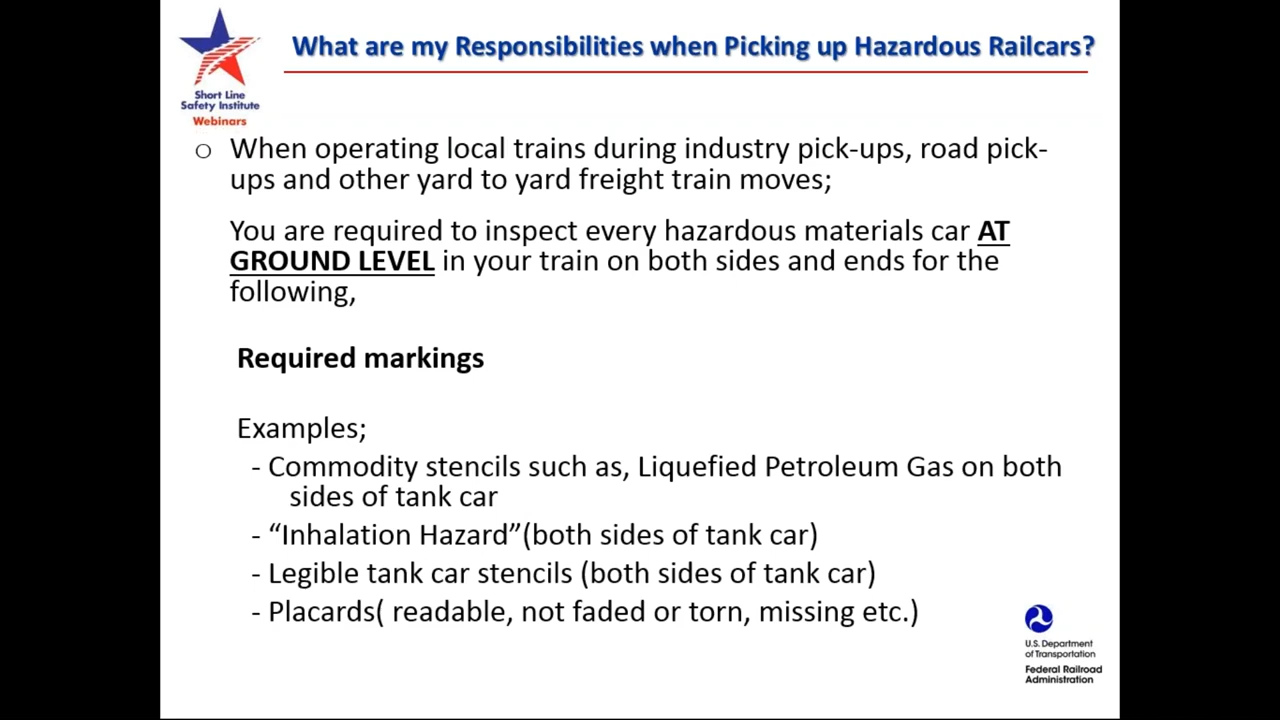 What are my Responsibilities when Picking up Hazardous Railcars?
Short Line
Safety Institute
Webinars
o When operating local trains during industry pick-ups, road pick-
ups and other yard to yard freight train moves;
You are required to inspect every hazardous materials car AT
GROUND LEVEL in your train on both sides and ends for the
following,
Required markings
Examples;
- Commodity stencils such as, Liquefied Petroleum Gas on both
sides of tank car
- “Inhalation Hazard”(both sides of tank car)
- Legible tank car stencils (both sides of tank car)
- Placards( readable, not faded or torn, missing etc.)
U.S. Department
of Transportation
Federal Railroad
Administration